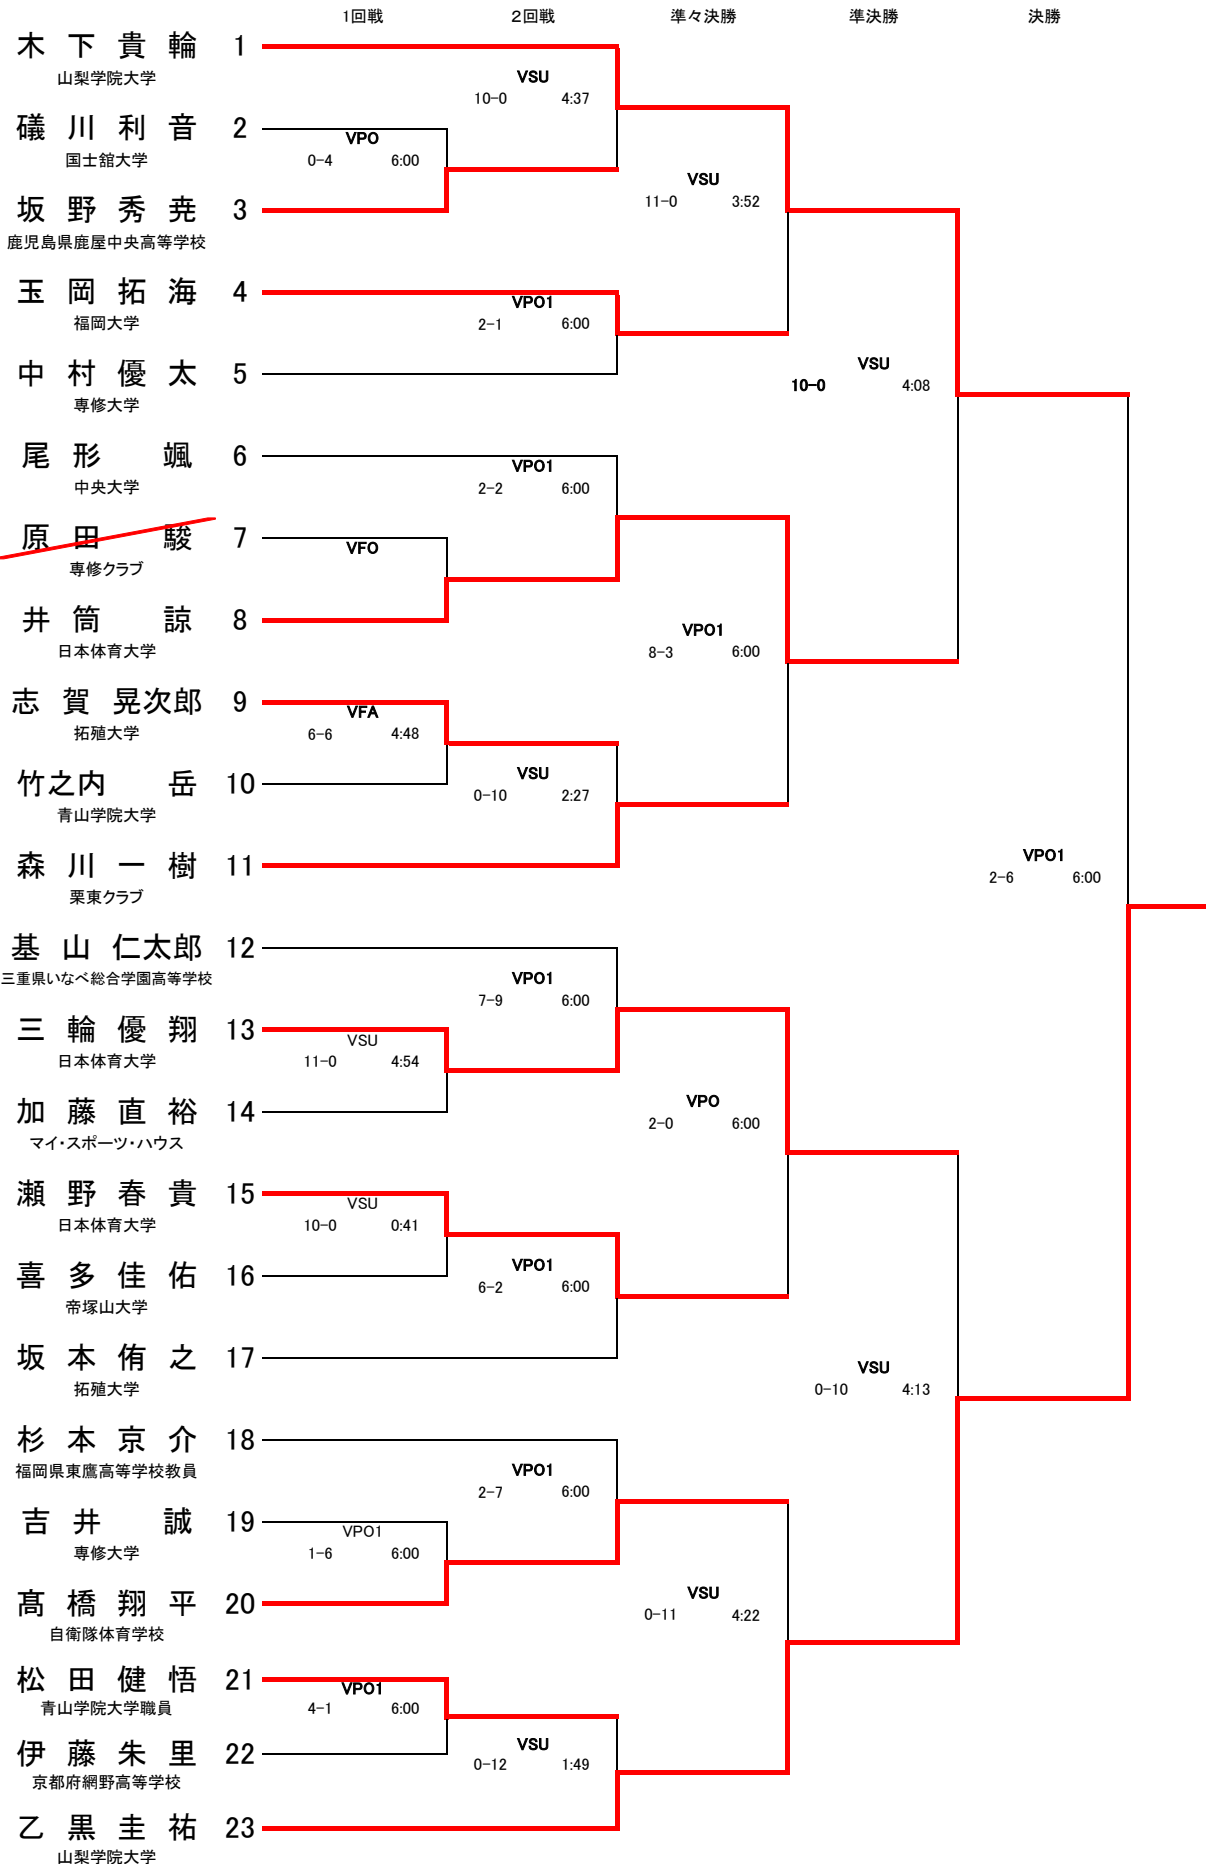 1回戦 2回戦 準々決勝 準決勝 決勝
木下貴輪 1
山梨学院大学
VSU
10-0 4:37
礒川利音 2
国士舘大学
VPO
0-4 6:00
坂野秀尭 3
鹿児島県鹿屋中央高等学校
VSU
11-0 3:52
玉岡拓海 4
福岡大学
VPO1
2-1 6:00
中村優太 5
専修大学
VSU
10-0 4:08
尾形 颯 6
中央大学
VPO1
2-2 6:00
原田 駿 7
専修クラブ
VFO
井筒 諒 8
日本体育大学
VPO1
8-3 6:00
志賀晃次郎 9
拓殖大学
VFA
6-6 4:48
竹之内 岳 10
青山学院大学
VSU
0-10 2:27
森川一樹 11
栗東クラブ
VPO1
2-6 6:00
基山仁太郎 12
三重県いなべ総合学園高等学校
VPO1
7-9 6:00
三輪優翔 13
日本体育大学
VSU
11-0 4:54
加藤直裕 14
マイ・スポーツ・ハウス
VPO
2-0 6:00
瀬野春貴 15
日本体育大学
VSU
10-0 0:41
喜多佳佑 16
帝塚山大学
VPO1
6-2 6:00
坂本侑之 17
拓殖大学
VSU
0-10 4:13
杉本京介 18
福岡県東鷹高等学校教員
VPO1
2-7 6:00
吉井 誠 19
専修大学
VPO1
1-6 6:00
髙橋翔平 20
自衛隊体育学校
VSU
0-11 4:22
松田健悟 21
青山学院大学職員
VPO1
4-1 6:00
伊藤朱里 22
京都府網野高等学校
VSU
0-12 1:49
乙黒圭祐 23
山梨学院大学